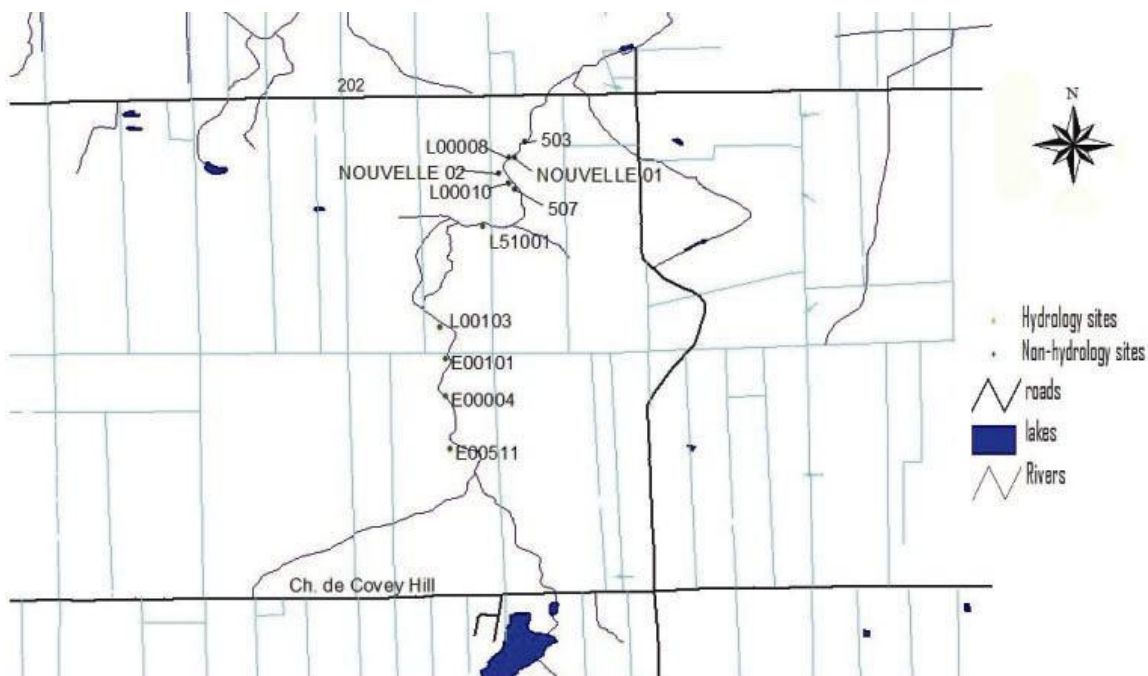 N
202
503
L00008
NOUVELLE 02
NOUVELLE 01
L00010
507
L51001
L00103
E00101
E00004
E00511
Ch. de Covey Hill
Hydrology sites
Non-hydrology sites
roads
lakes
Rivers